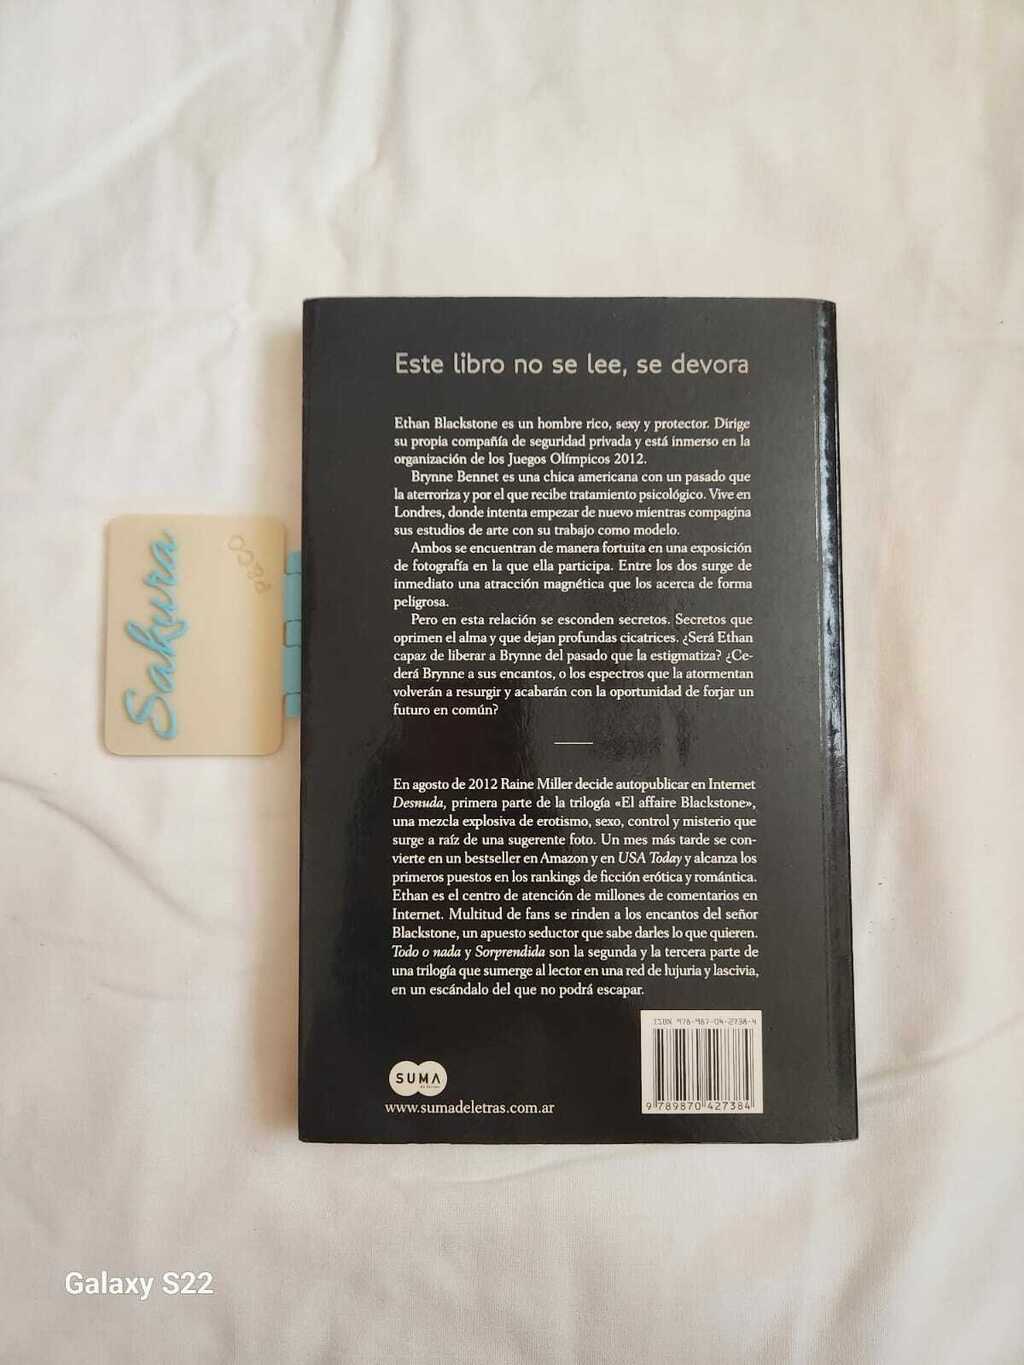 Este libro no se lee, se devora
Ethan Blackstone es un hombre rico, sexy y protector. Dirige
su propia compañía de seguridad privada y está inmerso en la
organización de los Juegos Olímpicos 2012.
Brynne Bennet es una chica americana con un pasado que
la aterroriza y por el que recibe tratamiento psicológico. Vive en
Londres, donde intenta empezar de nuevo mientras compagina
sus estudios de arte con su trabajo como modelo.
Ambos se encuentran de manera fortuita en una exposición
de fotografía en la que ella participa. Entre los dos surge de
inmediato una atracción magnética que los acerca de forma
peligrosa.
Pero en esta relación se esconden secretos. Secretos que
oprimen el alma y que dejan profundas cicatrices. ¿Será Ethan
capaz de liberar a Brynne del pasado que la estigmatiza? ¿Ce-
derá Brynne a sus encantos, o los espectros que la atormentan
volverán a resurgir y acabarán con la oportunidad de forjar un
futuro en común?
En agosto de 2012 Raine Miller decide autopublicar en Internet
Desnuda, primera parte de la trilogía «El affaire Blackstone»,
una mezcla explosiva de erotismo, sexo, control y misterio que
surge a raíz de una sugerente foto. Un mes más tarde se con-
vierte en un bestseller en Amazon y en USA Today y alcanza los
primeros puestos en los rankings de ficción erótica y romántica.
Ethan es el centro de atención de millones de comentarios en
Internet. Multitud de fans se rinden a los encantos del señor
Blackstone, un apuesto seductor que sabe darles lo que quieren.
Todo o nada y Sorprendida son la segunda y la tercera parte de
una trilogía que sumerge al lector en una red de lujuria y lascivia,
en un escándalo del que no podrá escapar.
ISBN 978-987-04-2738-4
9 789870 427384
SUMA
de letras
www.sumadeletras.com.ar
Sakura
P&CO
Galaxy S22